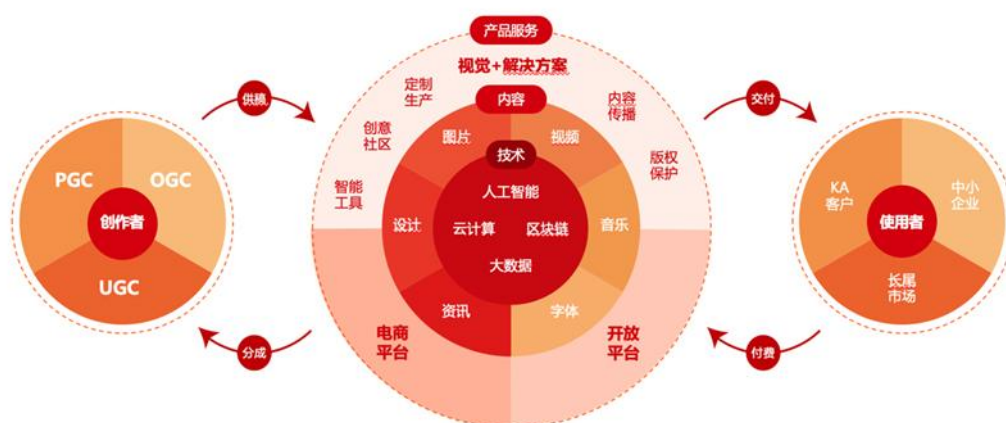 产品服务
视觉+解决方案
定制
生产
创意
社区
智能
工具
内容
传播
版权
保护
内容
图片
视频
设计
音乐
资讯
字体
技术
人工智能
云计算
区块链
大数据
电商
平台
开放
平台
供稿
分成
交付
付费
PGC
OGC
创作者
UGC
KA
客户
中小
企业
使用者
长尾
市场